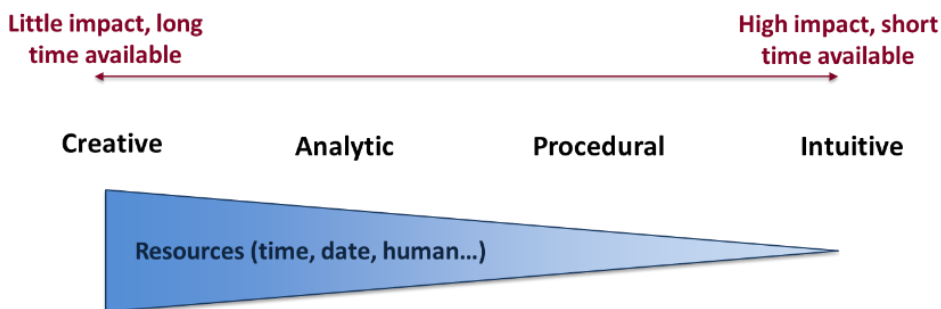 Little impact, long
time available
High impact, short
time available
Creative
Analytic
Procedural
Intuitive
Resources (time, date, human...)